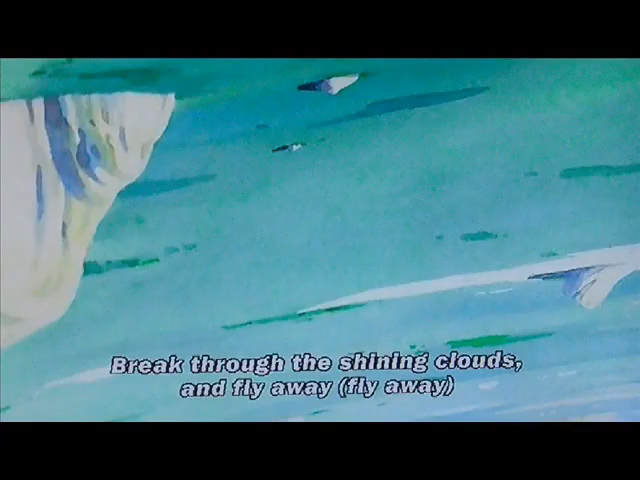 Break through the shining clouds,
and fly away (fly away)